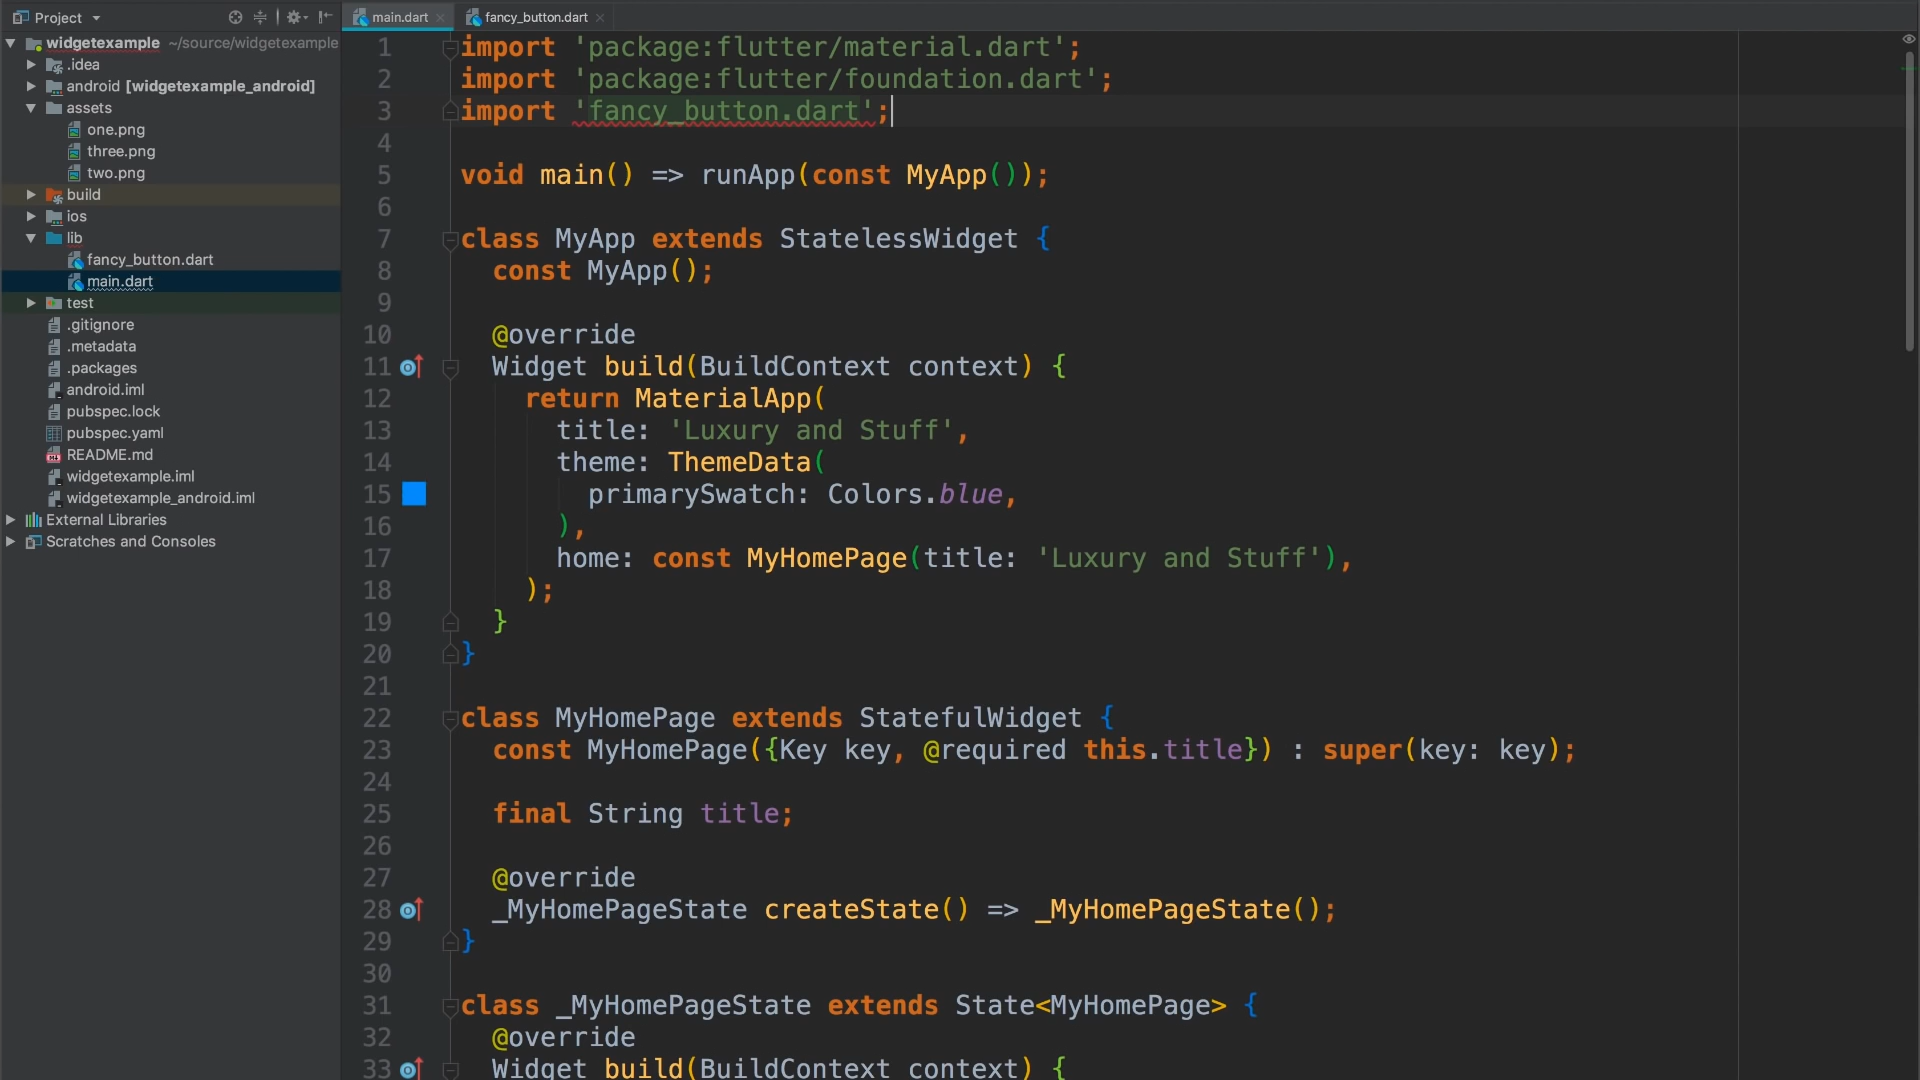 Project
main.dart
fancy_button.dart
widgetexample ~/source/widgetexample
.idea
android [widgetexample_android]
assets
one.png
three.png
two.png
build
ios
lib
fancy_button.dart
main.dart
test
.gitignore
.metadata
.packages
android.iml
pubspec.lock
pubspec.yaml
README.md
widgetexample.iml
widgetexample_android.iml
External Libraries
Scratches and Consoles
1 import 'package:flutter/material.dart';
2 import 'package:flutter/foundation.dart';
3 import 'fancy_button.dart';
4
5 void main() => runApp(const MyApp());
6
7 class MyApp extends StatelessWidget {
8 const MyApp();
9
10 @override
11 Widget build(BuildContext context) {
12 return MaterialApp(
13 title: 'Luxury and Stuff',
14 theme: ThemeData(
15 primarySwatch: Colors.blue,
16 ),
17 home: const MyHomePage(title: 'Luxury and Stuff'),
18 );
19 }
20 }
21
22 class MyHomePage extends StatefulWidget {
23 const MyHomePage({Key key, @required this.title}) : super(key: key);
24
25 final String title;
26
27 @override
28 _MyHomePageState createState() => _MyHomePageState();
29 }
30
31 class _MyHomePageState extends State<MyHomePage> {
32 @override
33 Widget build(BuildContext context) {